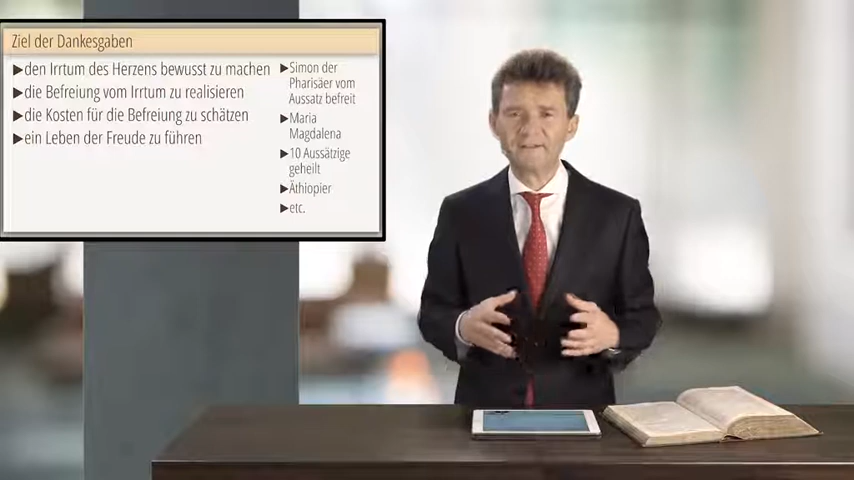 Ziel der Dankesgaben
▶den Irrtum des Herzens bewusst zu machen
▶die Befreiung vom Irrtum zu realisieren
▶die Kosten für die Befreiung zu schätzen
▶ein Leben der Freude zu führen
▶Simon der
Pharisäer vom
Aussatz befreit
▶Maria
Magdalena
▶10 Aussätzige
geheilt
▶Äthiopier
▶etc.